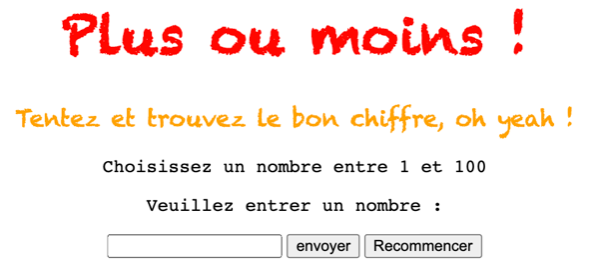 Plus ou moins !
Tentez et trouvez le bon chiffre, oh yeah !
Choisissez un nombre entre 1 et 100
Veuillez entrer un nombre :
envoyer Recommencer